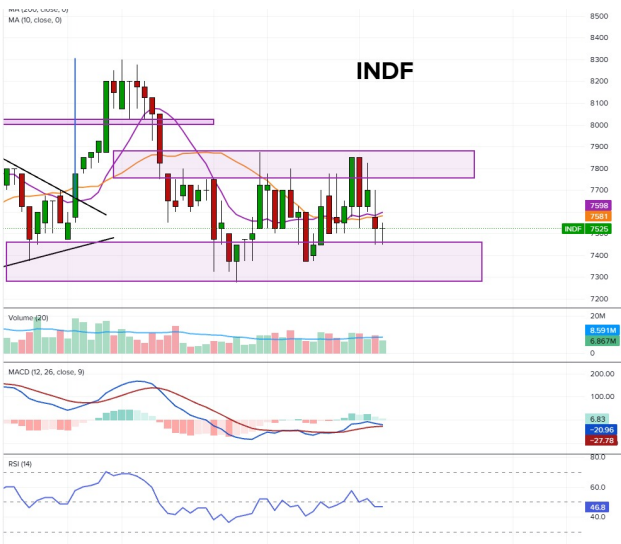 MA (200, close, 0)
MA (10, close, 0)
INDF
8500
8400
8300
8200
8100
8000
7900
7800
7700
7598
7581
INDF 7525
7500
7400
7300
7200
Volume (20)
20M
8.591M
6.867M
0
MACD (12, 26, close, 9)
200.00
100.00
6.83
−20.96
−27.78
RSI (14)
80.0
60.0
46.8
40.0